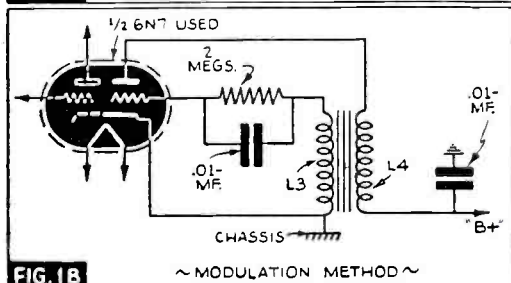 1/2 6N7 USED
2
MEGS.
.01-
MF.
.01-
MF.
L3
L4
CHASSIS
"B+"
FIG. 1B
~ MODULATION METHOD ~